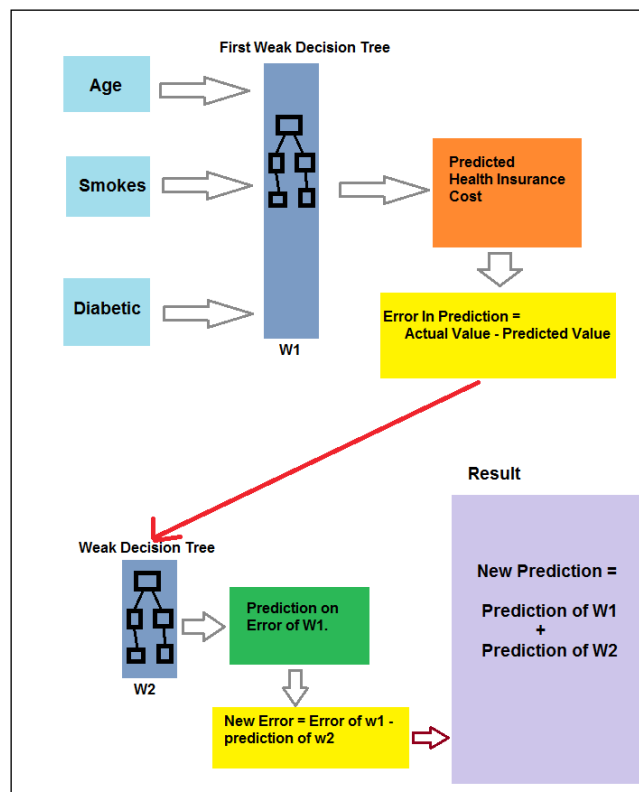 First Weak Decision Tree
Age
Smokes
Diabetic
W1
Predicted
Health Insurance
Cost
Error In Prediction =
Actual Value - Predicted Value
Weak Decision Tree
W2
Prediction on
Error of W1.
New Error = Error of w1 -
prediction of w2
Result
New Prediction =
Prediction of W1
+
Prediction of W2